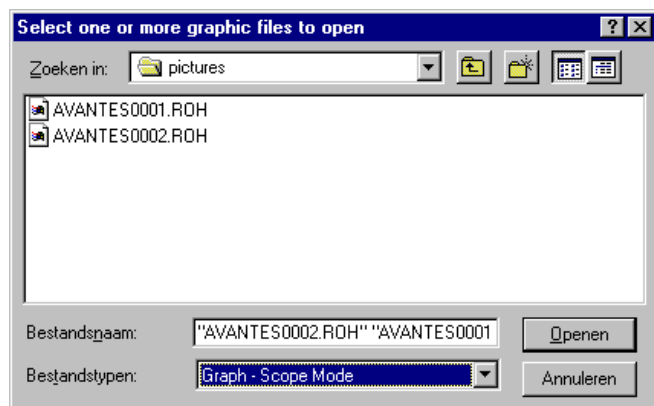 Select one or more graphic files to open
Zoeken in: pictures
AVANTES0001.ROH
AVANTES0002.ROH
Bestandsnaam: "AVANTES0002.ROH" "AVANTES0001 Openen
Bestandstypen: Graph - Scope Mode Annuleren